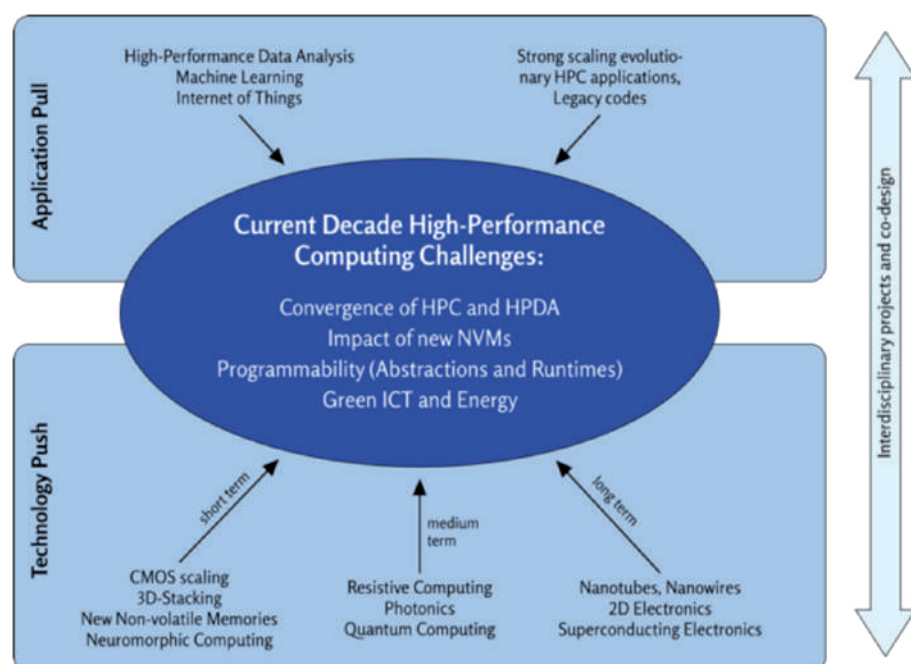 Application Pull
High-Performance Data Analysis
Machine Learning
Internet of Things
Strong scaling evolutio-
nary HPC applications,
Legacy codes
Current Decade High-Performance
Computing Challenges:
Convergence of HPC and HPDA
Impact of new NVMs
Programmability (Abstractions and Runtimes)
Green ICT and Energy
Technology Push
short term
medium
term
long term
CMOS scaling
3D-Stacking
New Non-volatile Memories
Neuromorphic Computing
Resistive Computing
Photonics
Quantum Computing
Nanotubes, Nanowires
2D Electronics
Superconducting Electronics
Interdisciplinary projects and co-design